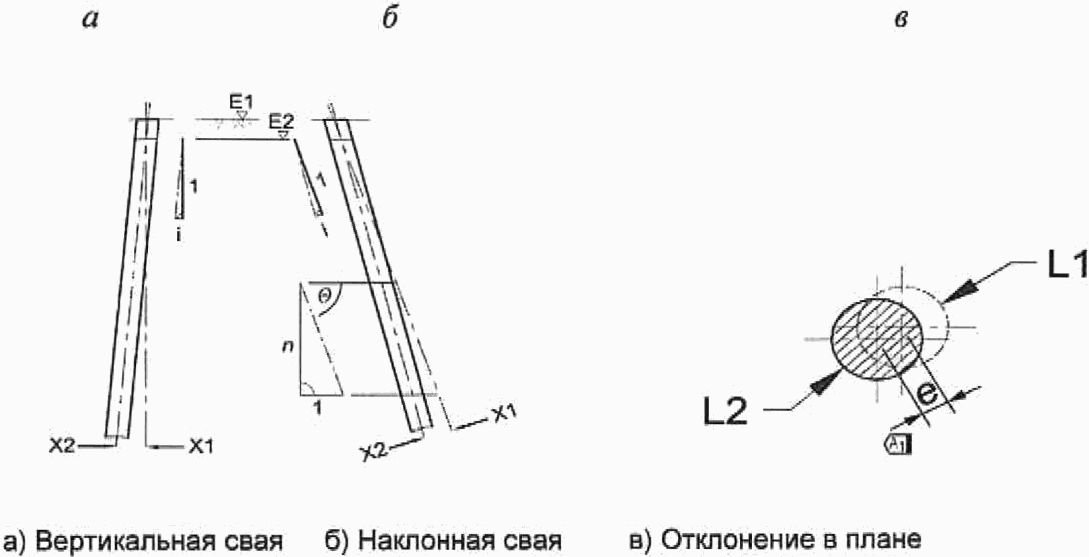 а б в
E1
E2
1 1
i
Θ
n
1
X2 X1
X2 X1
L1
L2
e
A1
а) Вертикальная свая б) Наклонная свая в) Отклонение в плане